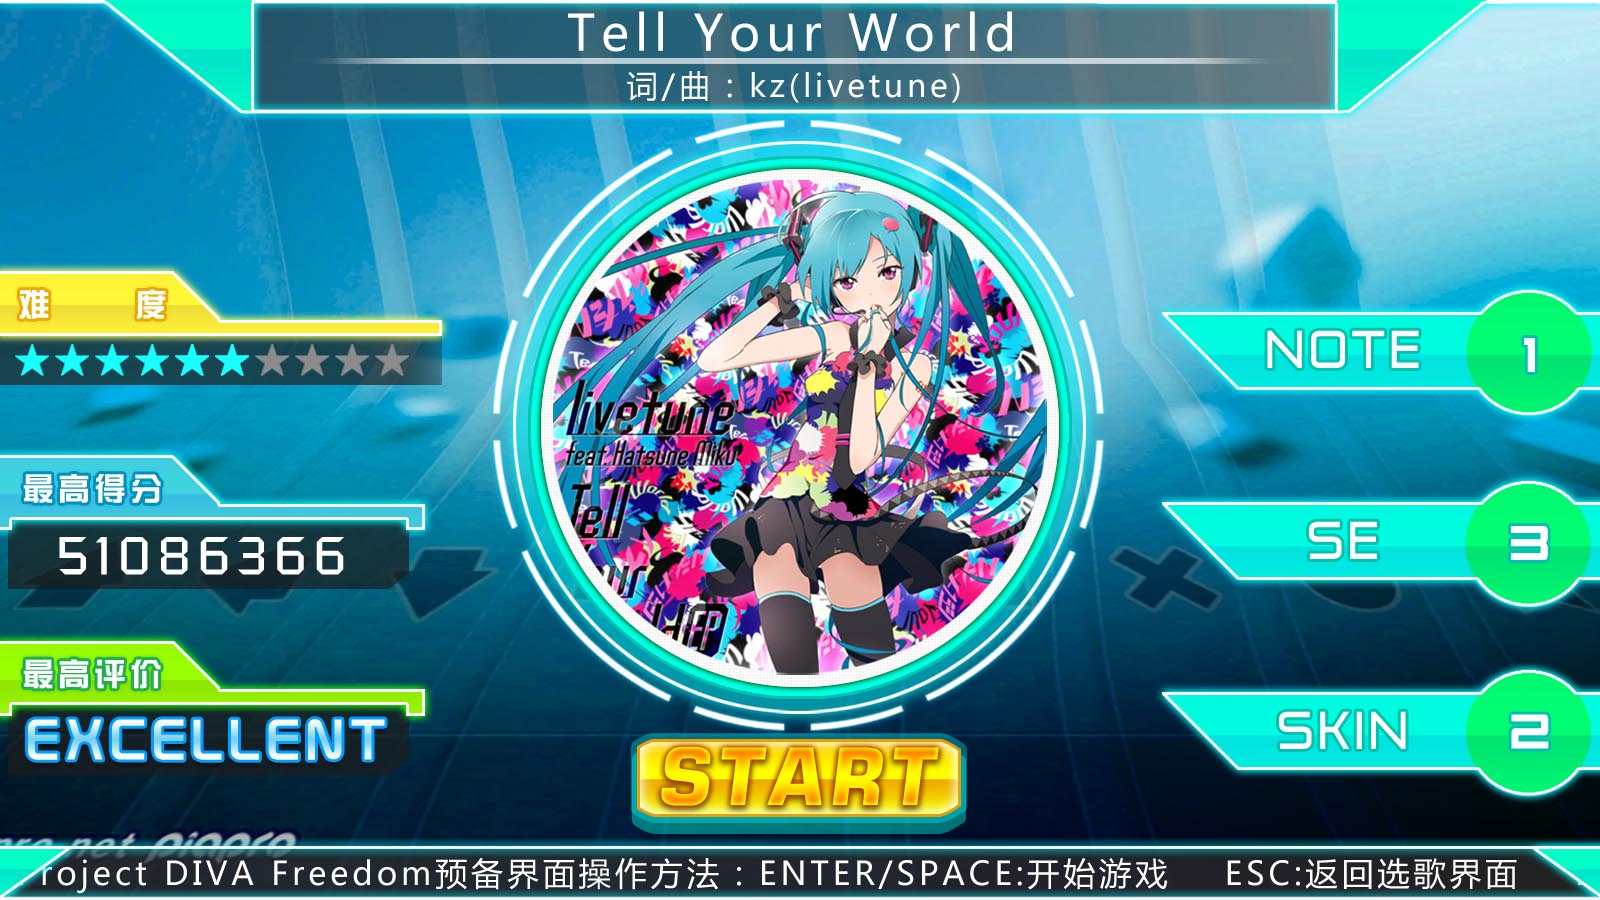 Tell Your World
词/曲：kz(livetune)
难 度
最高得分
51086366
最高评价
EXCELLENT
livetune
feat. Hatsune Miku
Tell
NOTE 1
SE 3
SKIN 2
START
piapro
roject DIVA Freedom预备界面操作方法：ENTER/SPACE:开始游戏 ESC:返回选歌界面